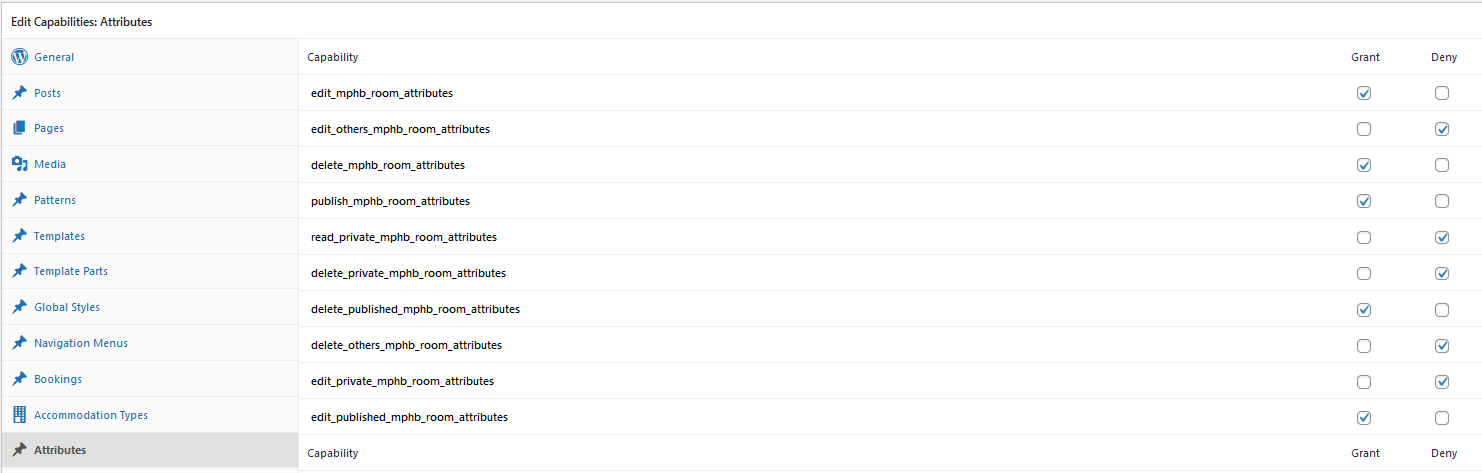 Edit Capabilities: Attributes
General
Capability Grant Deny
Posts
edit_mphb_room_attributes
Pages
edit_others_mphb_room_attributes
Media
delete_mphb_room_attributes
Patterns
publish_mphb_room_attributes
Templates
read_private_mphb_room_attributes
Template Parts
delete_private_mphb_room_attributes
Global Styles
delete_published_mphb_room_attributes
Navigation Menus
delete_others_mphb_room_attributes
Bookings
edit_private_mphb_room_attributes
Accommodation Types
edit_published_mphb_room_attributes
Attributes
Capability Grant Deny